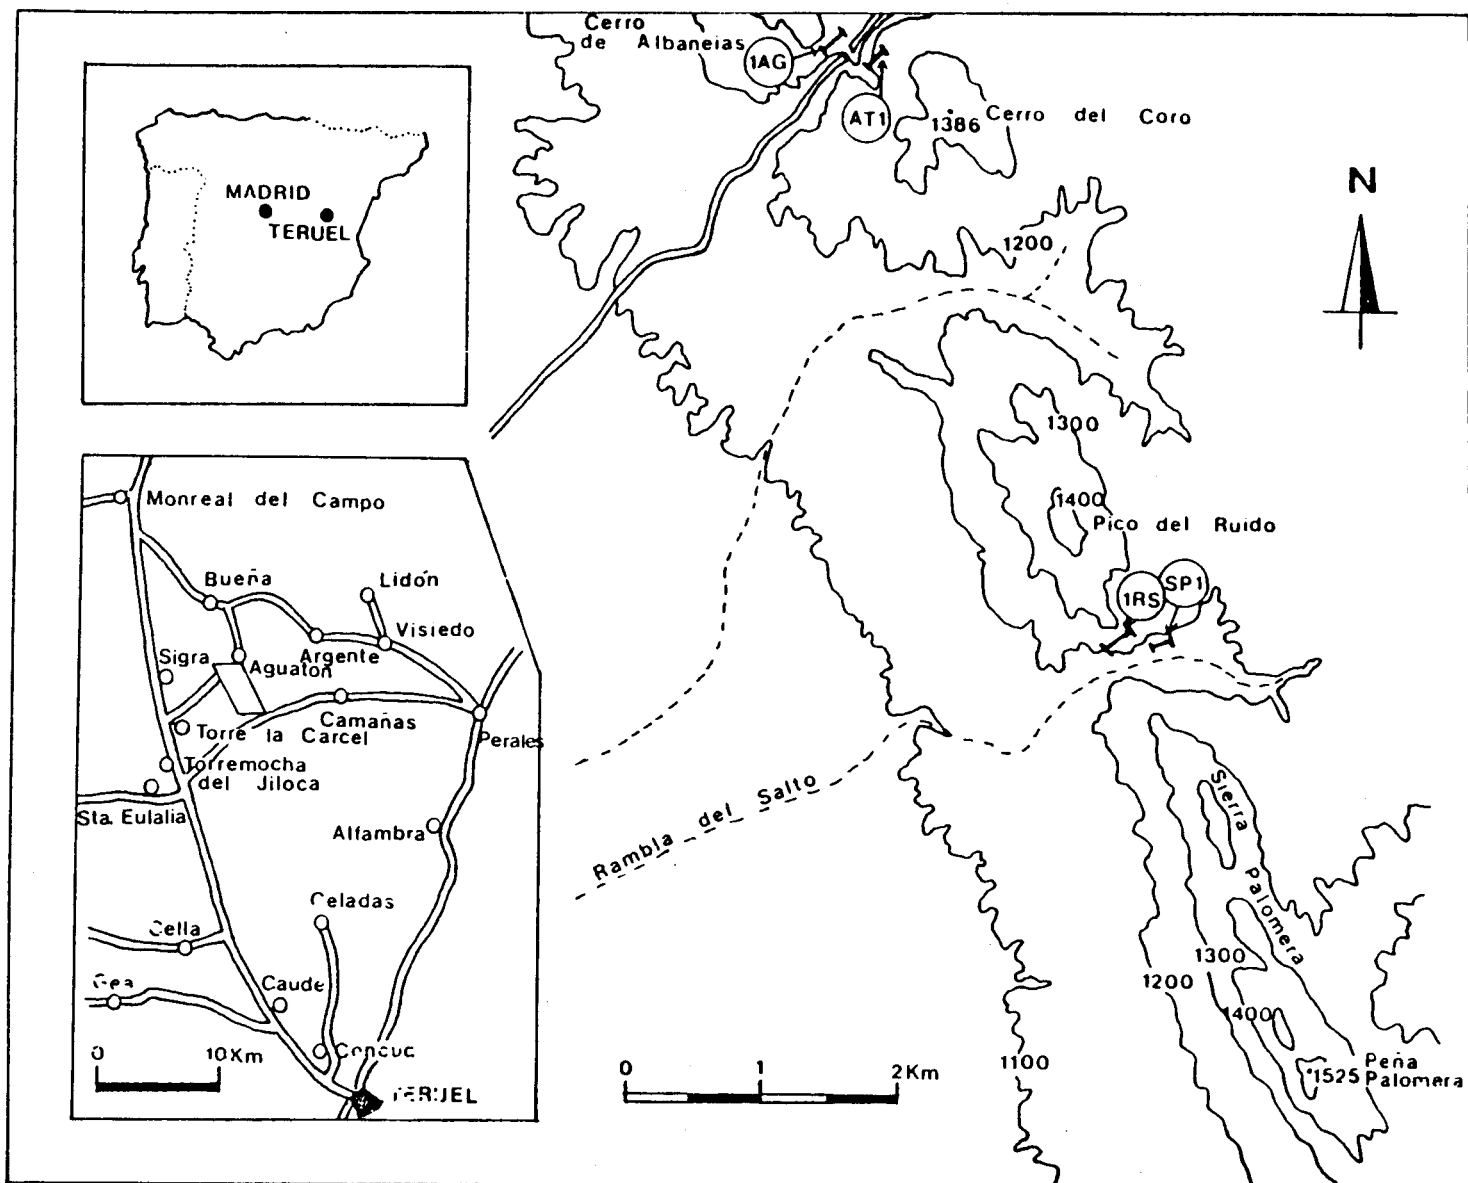 Cerro
de Albaneias
1AG
AT1
1386
Cerro del Coro
N
1200
MADRID
TERUEL
1300
1400
Pico del Ruido
1RS
SP1
Monreal del Campo
Bueña
Lidón
Visiedo
Argente
Sigra
Aguatón
Camañas
Torre la Carcel
Perales
Torremocha
del Jiloca
Sta. Eulalia
Alfambra
Celadas
Cella
Gea
Caude
Concud
0 10Km
TERUEL
Rambla del Salto
Sierra Palomera
1300
1200
1400
1100
1525
Peña
Palomera
0 1 2Km